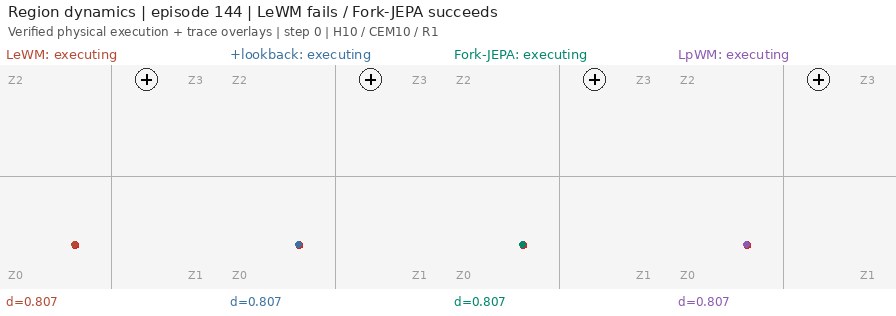 Region dynamics | episode 144 | LeWM fails / Fork-JEPA succeeds
Verified physical execution + trace overlays | step 0 | H10 / CEM10 / R1
LeWM: executing +lookback: executing Fork-JEPA: executing LpWM: executing
Z2 Z3 Z2 Z3 Z2 Z3 Z2 Z3
Z0 Z1 Z0 Z1 Z0 Z1 Z0 Z1
d=0.807 d=0.807 d=0.807 d=0.807